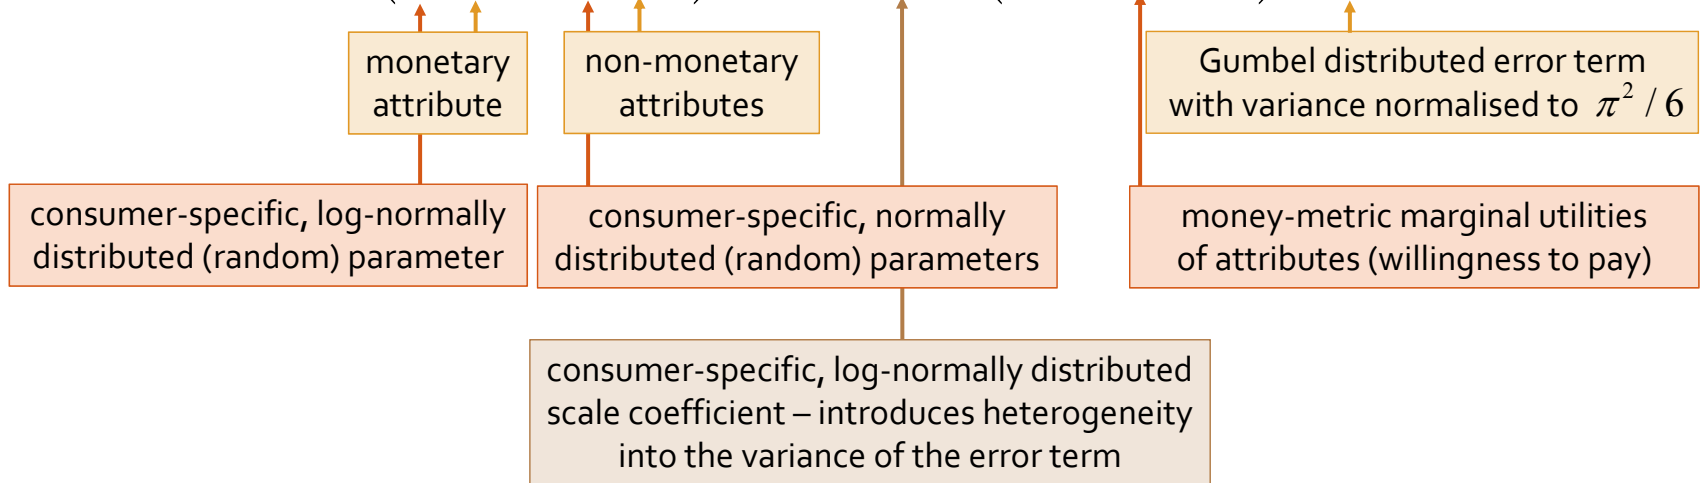 monetary
attribute
non-monetary
attributes
Gumbel distributed error term
with variance normalised to π² / 6
consumer-specific, log-normally
distributed (random) parameter
consumer-specific, normally
distributed (random) parameters
money-metric marginal utilities
of attributes (willingness to pay)
consumer-specific, log-normally distributed
scale coefficient – introduces heterogeneity
into the variance of the error term